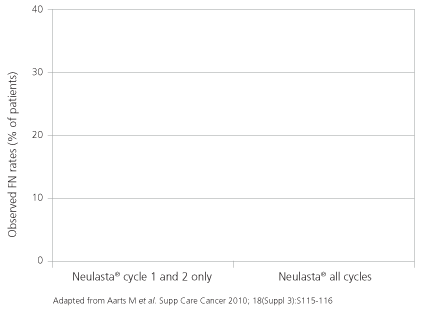 40
30
20
10
0
Observed FN rates (% of patients)
Neulasta® cycle 1 and 2 only
Neulasta® all cycles
Adapted from Aarts M et al. Supp Care Cancer 2010; 18(Suppl 3):S115-116